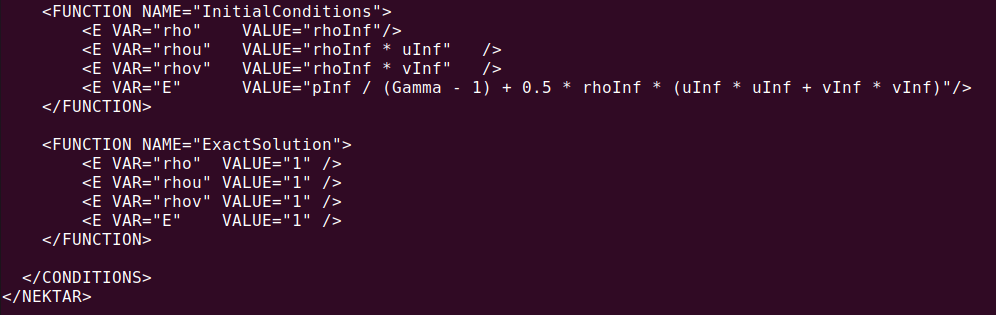 <FUNCTION NAME="InitialConditions">
        <E VAR="rho"    VALUE="rhoInf"/>
        <E VAR="rhou"   VALUE="rhoInf * uInf"   />
        <E VAR="rhov"   VALUE="rhoInf * vInf"   />
        <E VAR="E"      VALUE="pInf / (Gamma - 1) + 0.5 * rhoInf * (uInf * uInf + vInf * vInf)"/>
    </FUNCTION>

    <FUNCTION NAME="ExactSolution">
        <E VAR="rho"  VALUE="1" />
        <E VAR="rhou" VALUE="1" />
        <E VAR="rhov" VALUE="1" />
        <E VAR="E"    VALUE="1" />
    </FUNCTION>

  </CONDITIONS>
</NEKTAR>